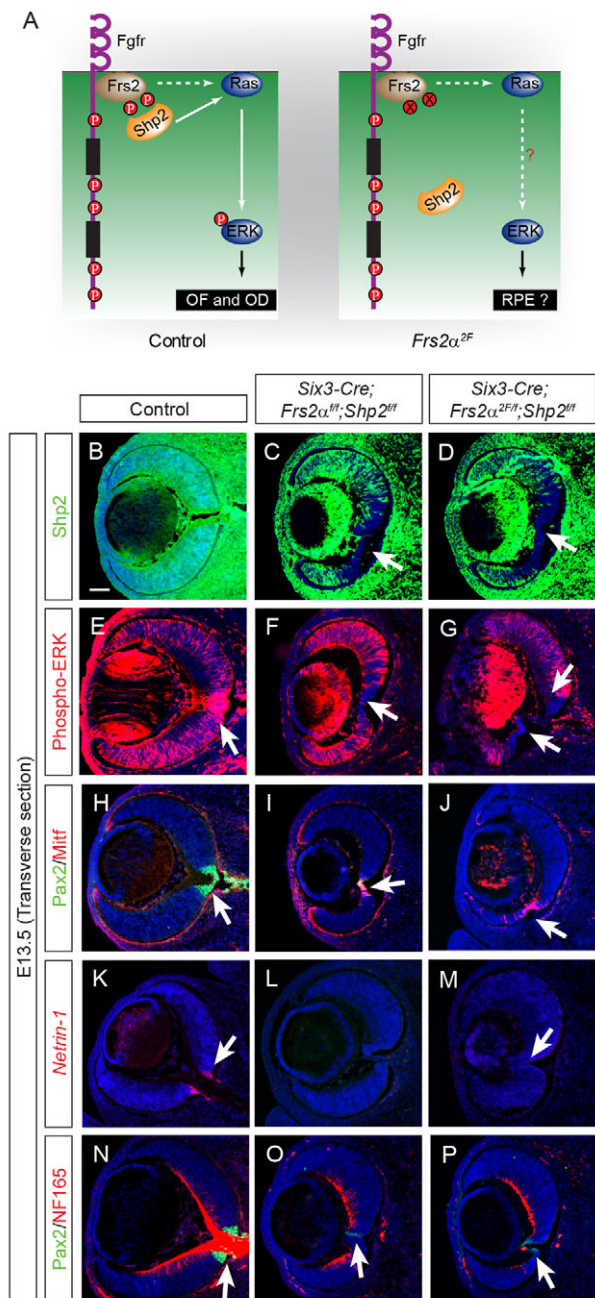 A
Fgfr
Fgfr
Frs2
Ras
Frs2
Ras
P P
X X
Shp2
P
P
?
P
P
Shp2
P
P
P
ERK
ERK
P
P
P
OF and OD
P
RPE ?
P
P
Control
Frs2α2F
Control
Six3-Cre;
Frs2αf/f;Shp2f/f
Six3-Cre;
Frs2α2F/f;Shp2f/f
E13.5 (Transverse section)
Shp2
B
C
D
Phospho-ERK
E
F
G
Pax2/Mitf
H
I
J
Netrin-1
K
L
M
Pax2/NF165
N
O
P